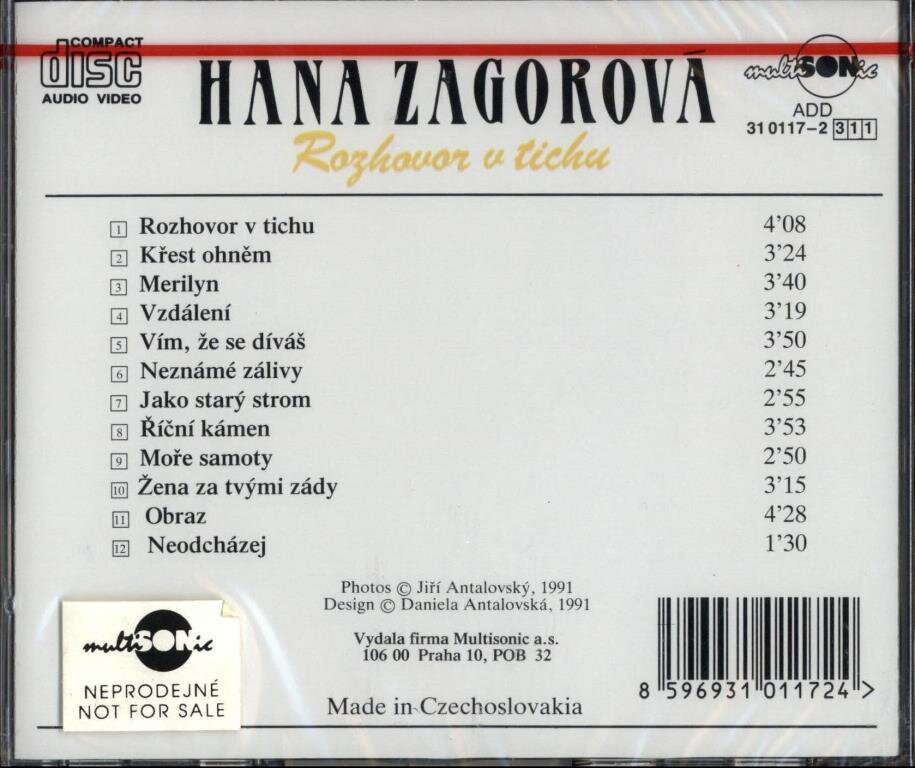 COMPACT
disc
AUDIO VIDEO
HANA ZAGOROVÁ
Rozhovor v tichu
multiSONic
ADD
31 0117-2 311
1 Rozhovor v tichu 4'08
2 Křest ohněm 3'24
3 Merilyn 3'40
4 Vzdálení 3'19
5 Vím, že se díváš 3'50
6 Neznámé zálivy 2'45
7 Jako starý strom 2'55
8 Říční kámen 3'53
9 Moře samoty 2'50
10 Žena za tvými zády 3'15
11 Obraz 4'28
12 Neodcházej 1'30
Photos © Jiří Antalovský, 1991
Design © Daniela Antalovská, 1991
Vydala firma Multisonic a.s.
106 00 Praha 10, POB 32
Made in Czechoslovakia
multiSONic
NEPRODEJNÉ
NOT FOR SALE
8 596931 011724 >